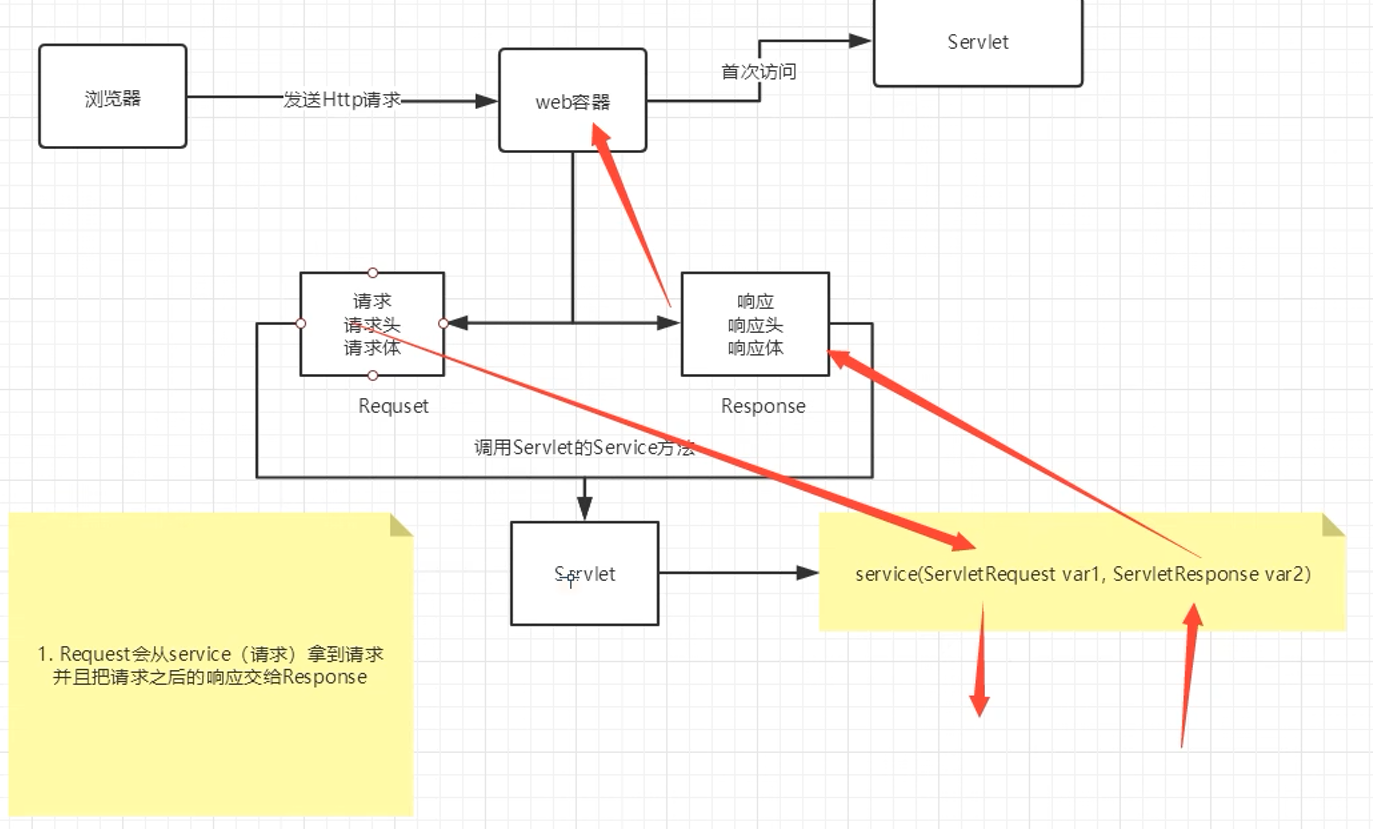 浏览器
发送Http请求
web容器
首次访问
Servlet
请求
请求头
请求体
Requset
响应
响应头
响应体
Response
调用Servlet的Service方法
Servlet
service(ServletRequest var1, ServletResponse var2)
1. Request会从service（请求）拿到请求
并且把请求之后的响应交给Response